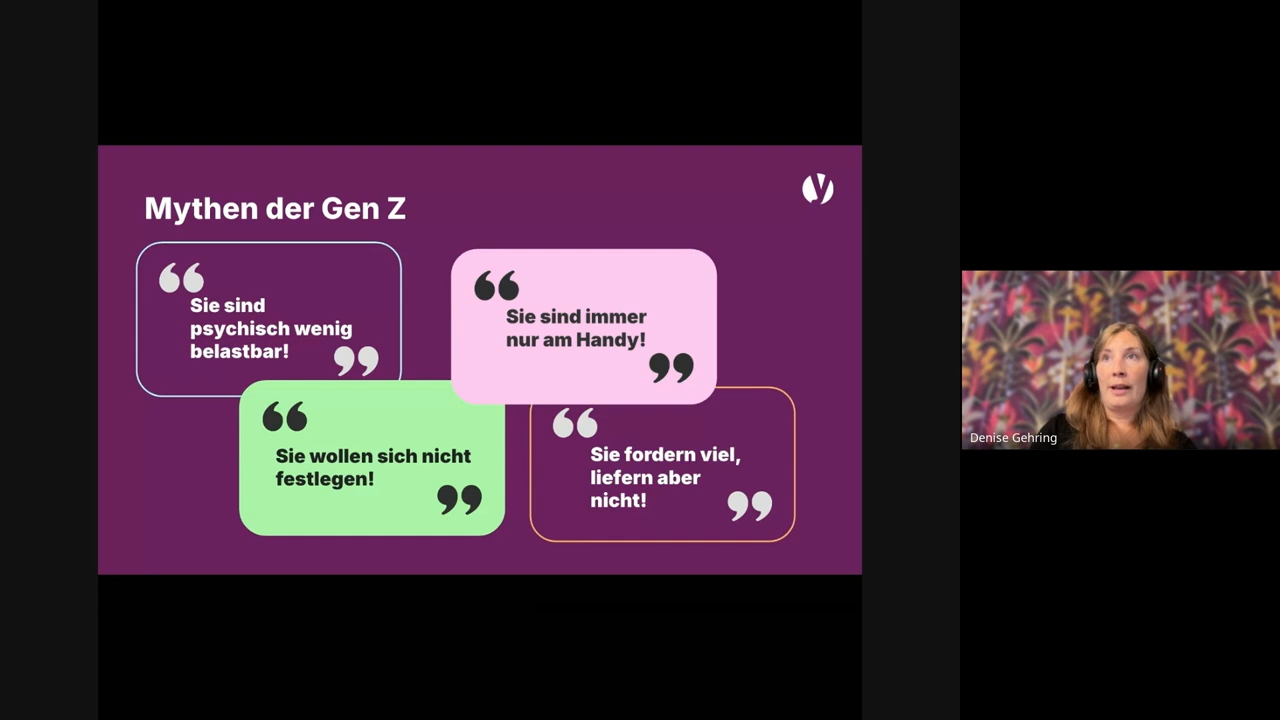 Mythen der Gen Z
Sie sind
psychisch wenig
belastbar!
Sie sind immer
nur am Handy!
Sie wollen sich nicht
festlegen!
Sie fordern viel,
liefern aber
nicht!
Denise Gehring